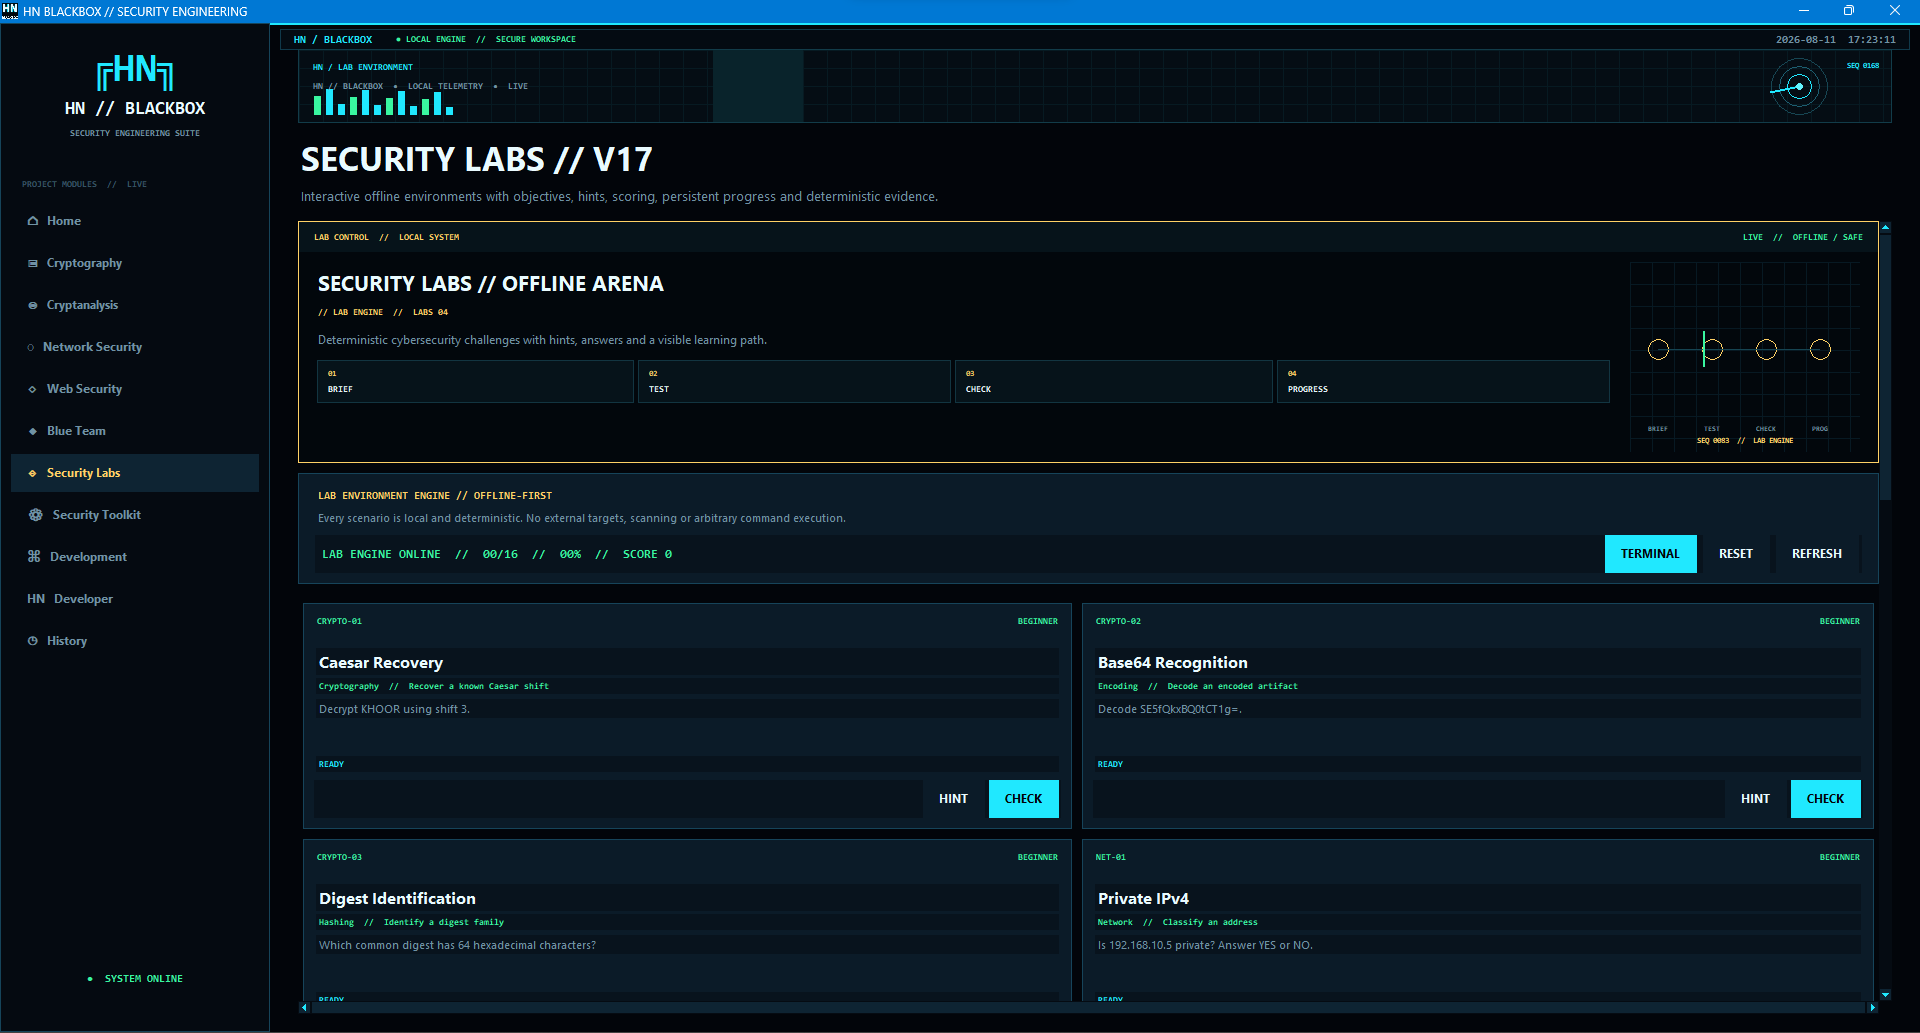 HN BLACKBOX // SECURITY ENGINEERING
HN
HN // BLACKBOX
SECURITY ENGINEERING SUITE
PROJECT MODULES // LIVE
Home
Cryptography
Cryptanalysis
Network Security
Web Security
Blue Team
Security Labs
Security Toolkit
Development
HN Developer
History
SYSTEM ONLINE
HN / BLACKBOX • LOCAL ENGINE // SECURE WORKSPACE
2026-08-11 17:23:11
HN / LAB ENVIRONMENT
SEQ 0168
HN // BLACKBOX • LOCAL TELEMETRY • LIVE
SECURITY LABS // V17
Interactive offline environments with objectives, hints, scoring, persistent progress and deterministic evidence.
LAB CONTROL // LOCAL SYSTEM
LIVE // OFFLINE / SAFE
SECURITY LABS // OFFLINE ARENA
// LAB ENGINE // LABS 04
Deterministic cybersecurity challenges with hints, answers and a visible learning path.
01
BRIEF
02
TEST
03
CHECK
04
PROGRESS
BRIEF TEST CHECK PROG
SEQ 0083 // LAB ENGINE
LAB ENVIRONMENT ENGINE // OFFLINE-FIRST
Every scenario is local and deterministic. No external targets, scanning or arbitrary command execution.
LAB ENGINE ONLINE // 00/16 // 00% // SCORE 0
TERMINAL RESET REFRESH
CRYPTO-01 BEGINNER
Caesar Recovery
Cryptography // Recover a known Caesar shift
Decrypt KHOOR using shift 3.
READY
HINT CHECK
CRYPTO-02 BEGINNER
Base64 Recognition
Encoding // Decode an encoded artifact
Decode SE5fQkxBQ0tCT1g=.
READY
HINT CHECK
CRYPTO-03 BEGINNER
Digest Identification
Hashing // Identify a digest family
Which common digest has 64 hexadecimal characters?
READY
NET-01 BEGINNER
Private IPv4
Network // Classify an address
Is 192.168.10.5 private? Answer YES or NO.
READY